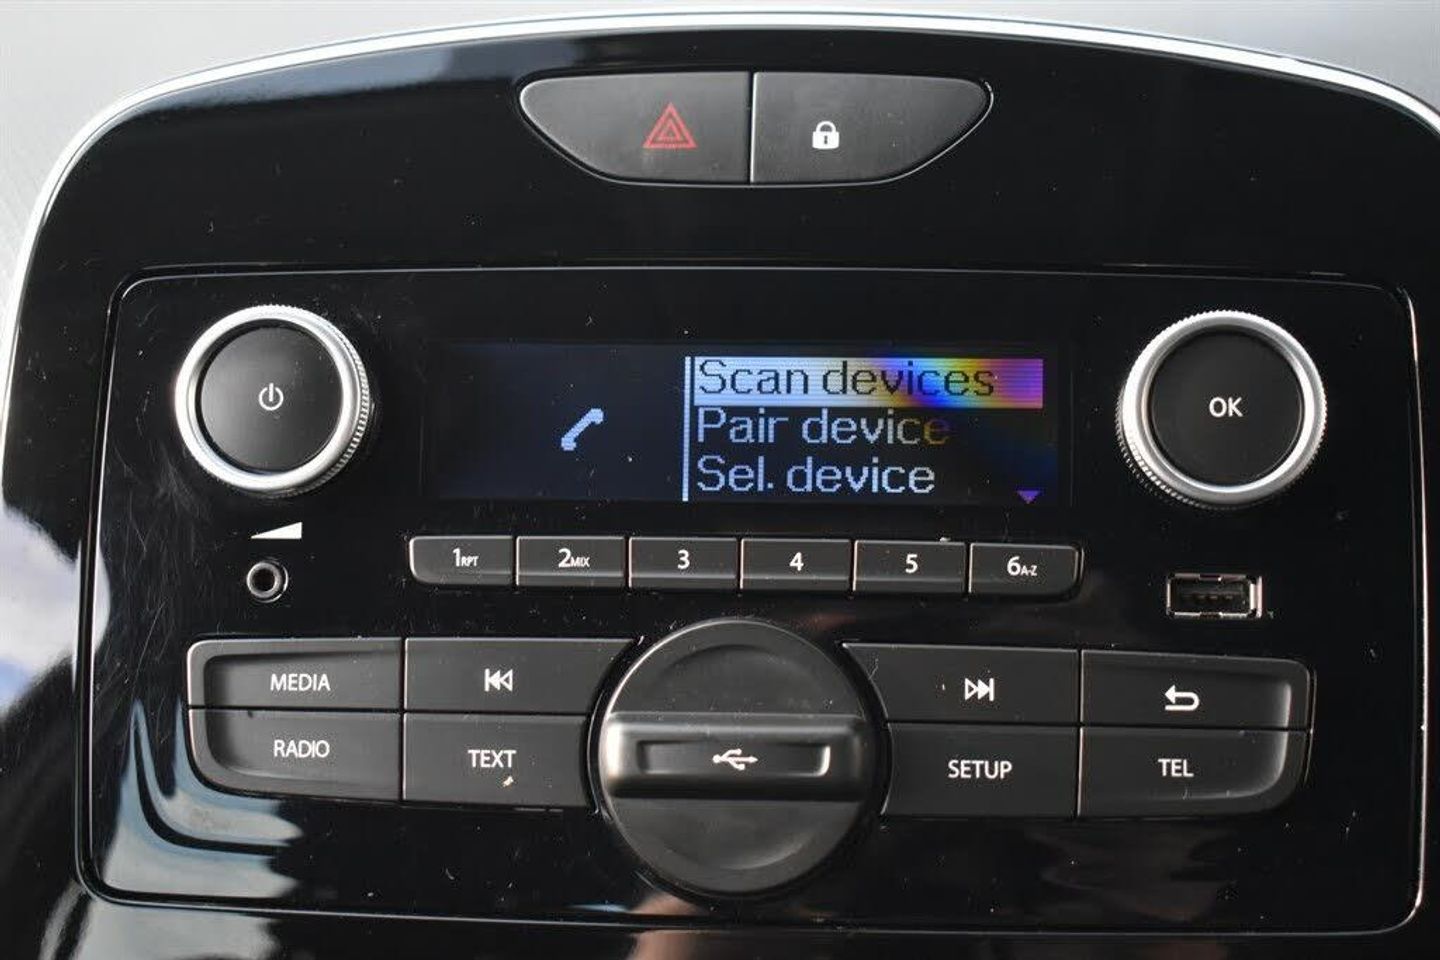 Scan devices
Pair device
Sel. device
OK
1RPT 2MIX 3 4 5 6A-Z
MEDIA
RADIO TEXT SETUP TEL